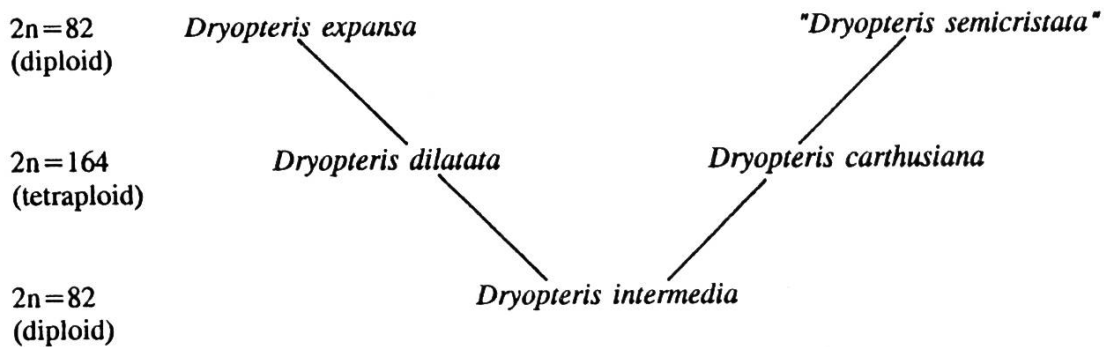 2n=82 Dryopteris expansa "Dryopteris semicristata"
(diploid)
2n=164 Dryopteris dilatata Dryopteris carthusiana
(tetraploid)
2n=82 Dryopteris intermedia
(diploid)